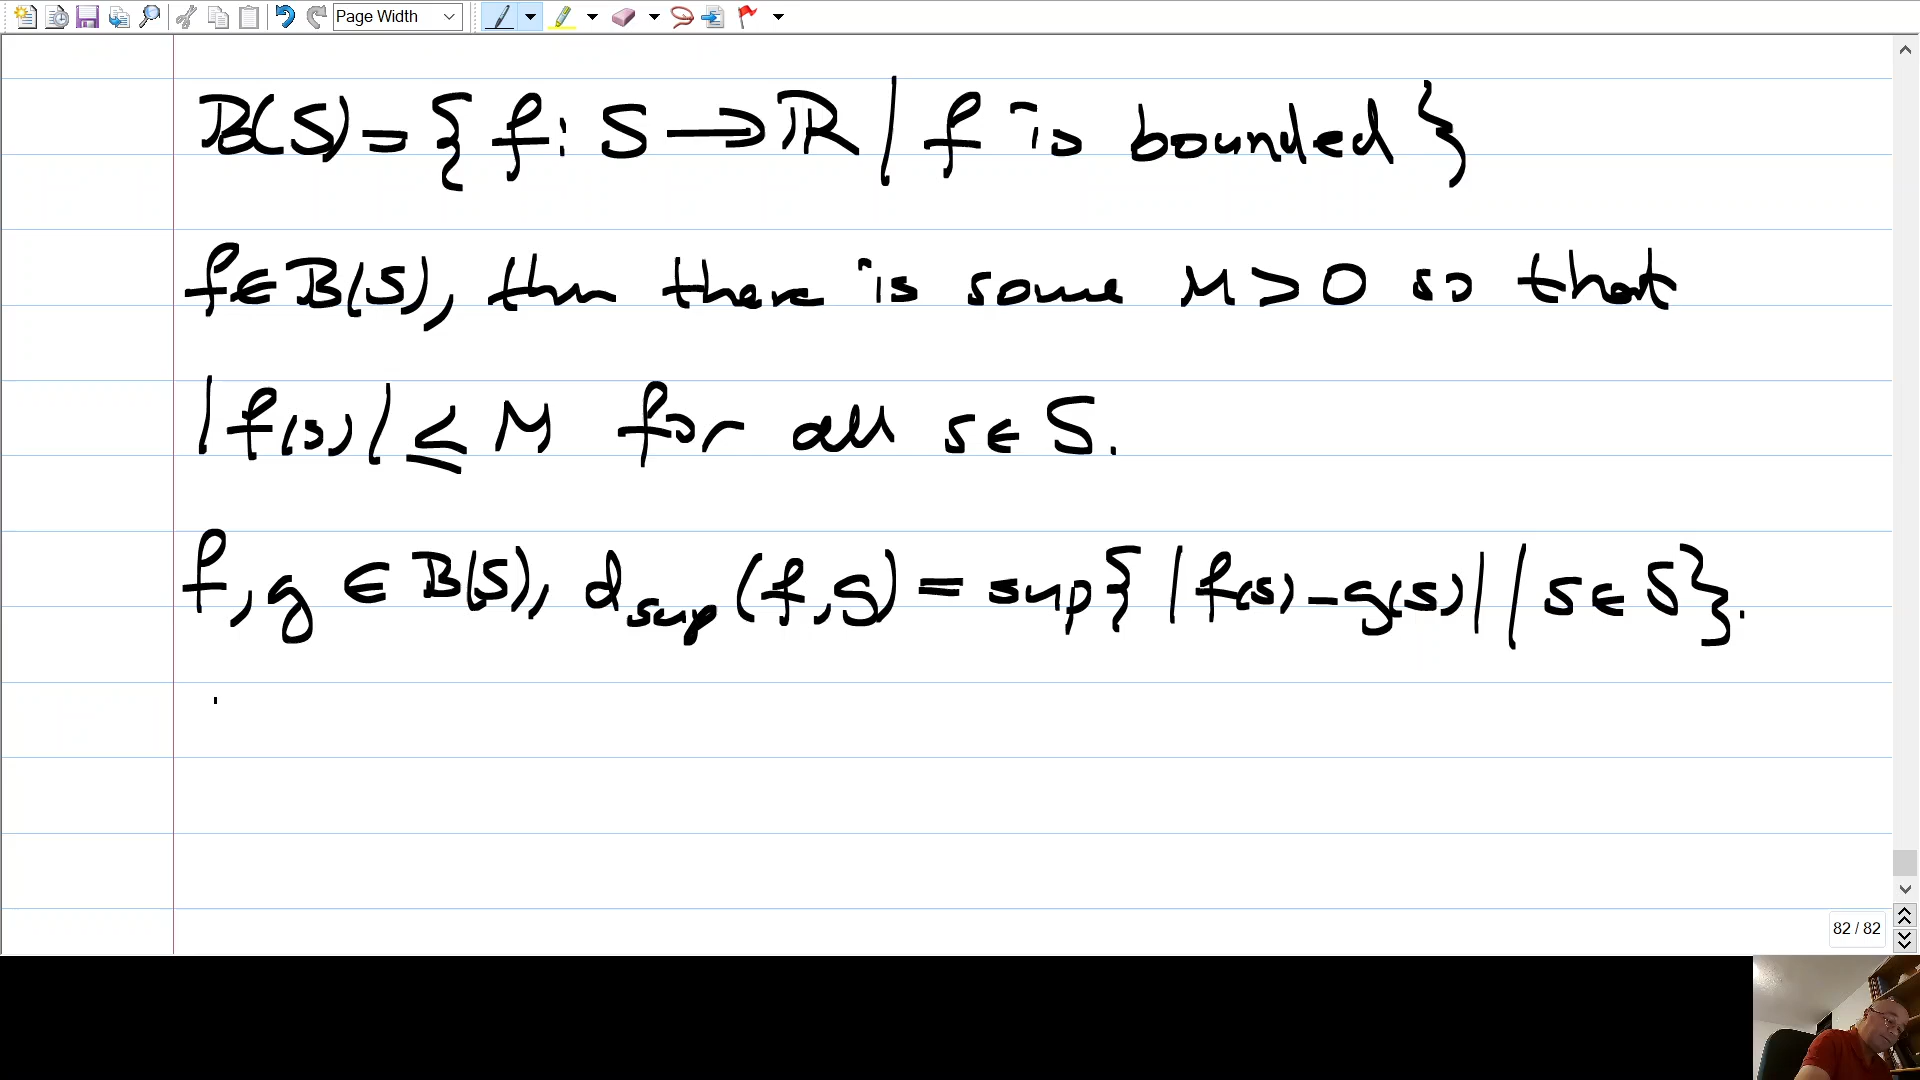 Page Width
B(S) = { f : S → ℝ | f is bounded }
f ∈ B(S), then there is some M > 0 so that
|f(s)| ≤ M for all s ∈ S.
f, g ∈ B(S), d_sup (f, g) = sup{ |f(s) - g(s)| | s ∈ S }.
82 / 82